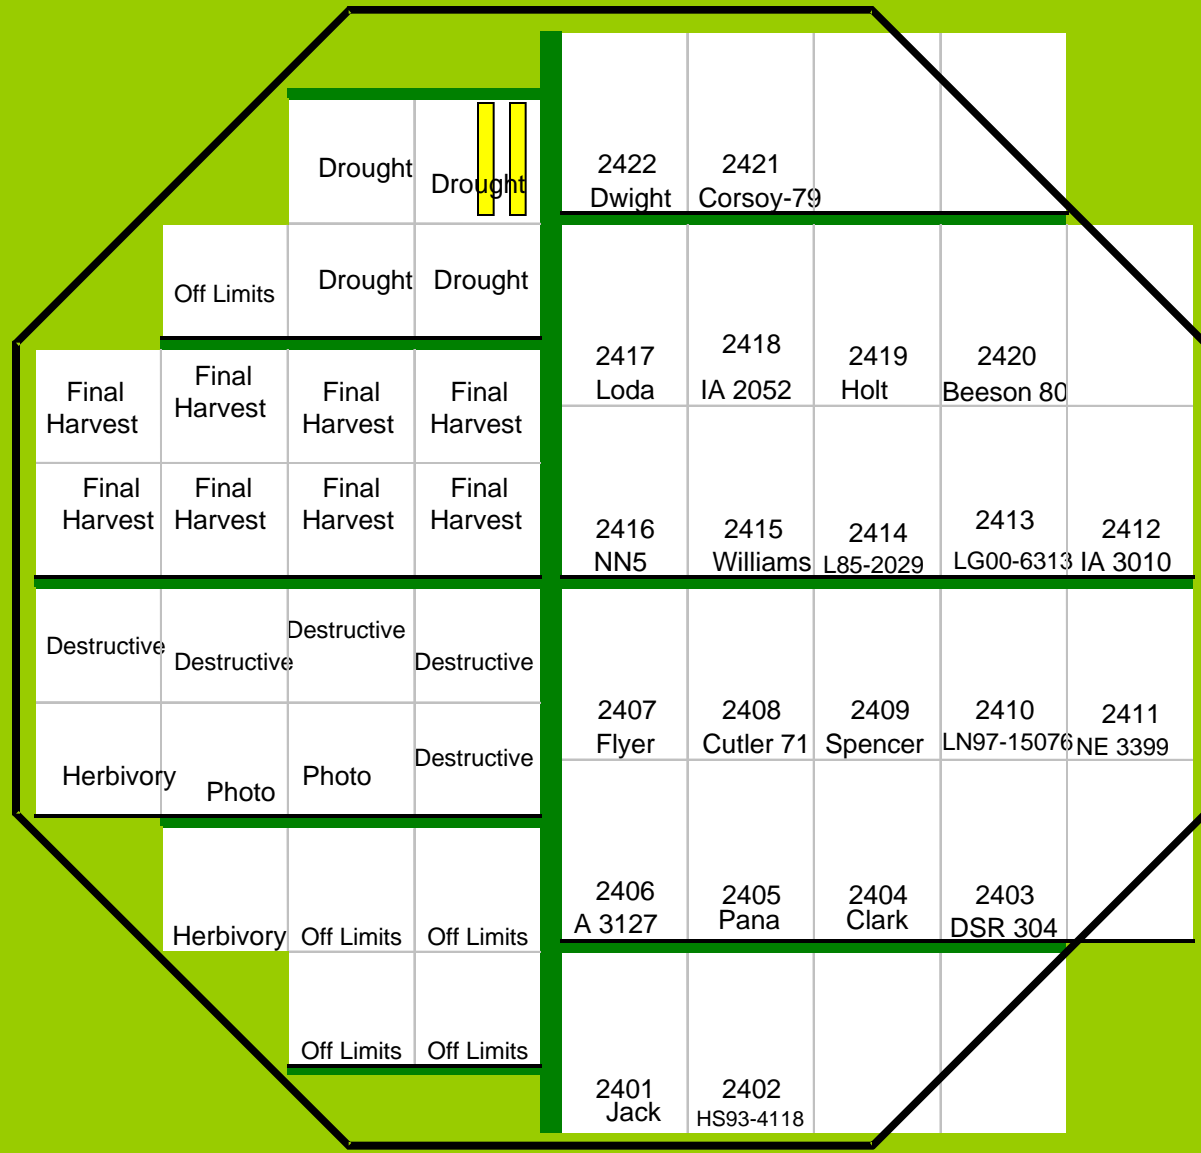 Drought
Drought
2422
Dwight
2421
Corsoy-79
Off Limits
Drought
Drought
2417
Loda
2418
IA 2052
2419
Holt
2420
Beeson 80
Final
Harvest
Final
Harvest
Final
Harvest
Final
Harvest
Final
Harvest
Final
Harvest
Final
Harvest
Final
Harvest
2416
NN5
2415
Williams
2414
L85-2029
2413
LG00-6313
2412
IA 3010
Destructive
Destructive
Destructive
Destructive
2407
Flyer
2408
Cutler 71
2409
Spencer
2410
LN97-15076
2411
NE 3399
Herbivory
Photo
Photo
Destructive
2406
A 3127
2405
Pana
2404
Clark
2403
DSR 304
Herbivory
Off Limits
Off Limits
Off Limits
Off Limits
2401
Jack
2402
HS93-4118